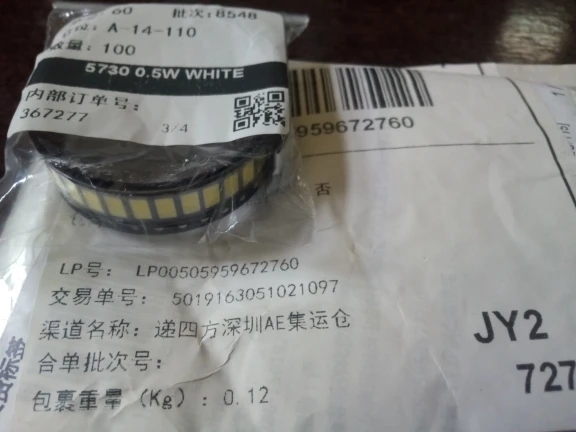 60 批次:8548
A-14-110
数量: 100
5730 0.5W WHITE
内部订单号:
367277
3/4
959672760
否
LP号: LP00505959672760
交易单号: 5019163051021097
渠道名称: 递四方深圳AE集运仓
合单批次号:
包裹重量 (Kg) : 0.12
JY2
727